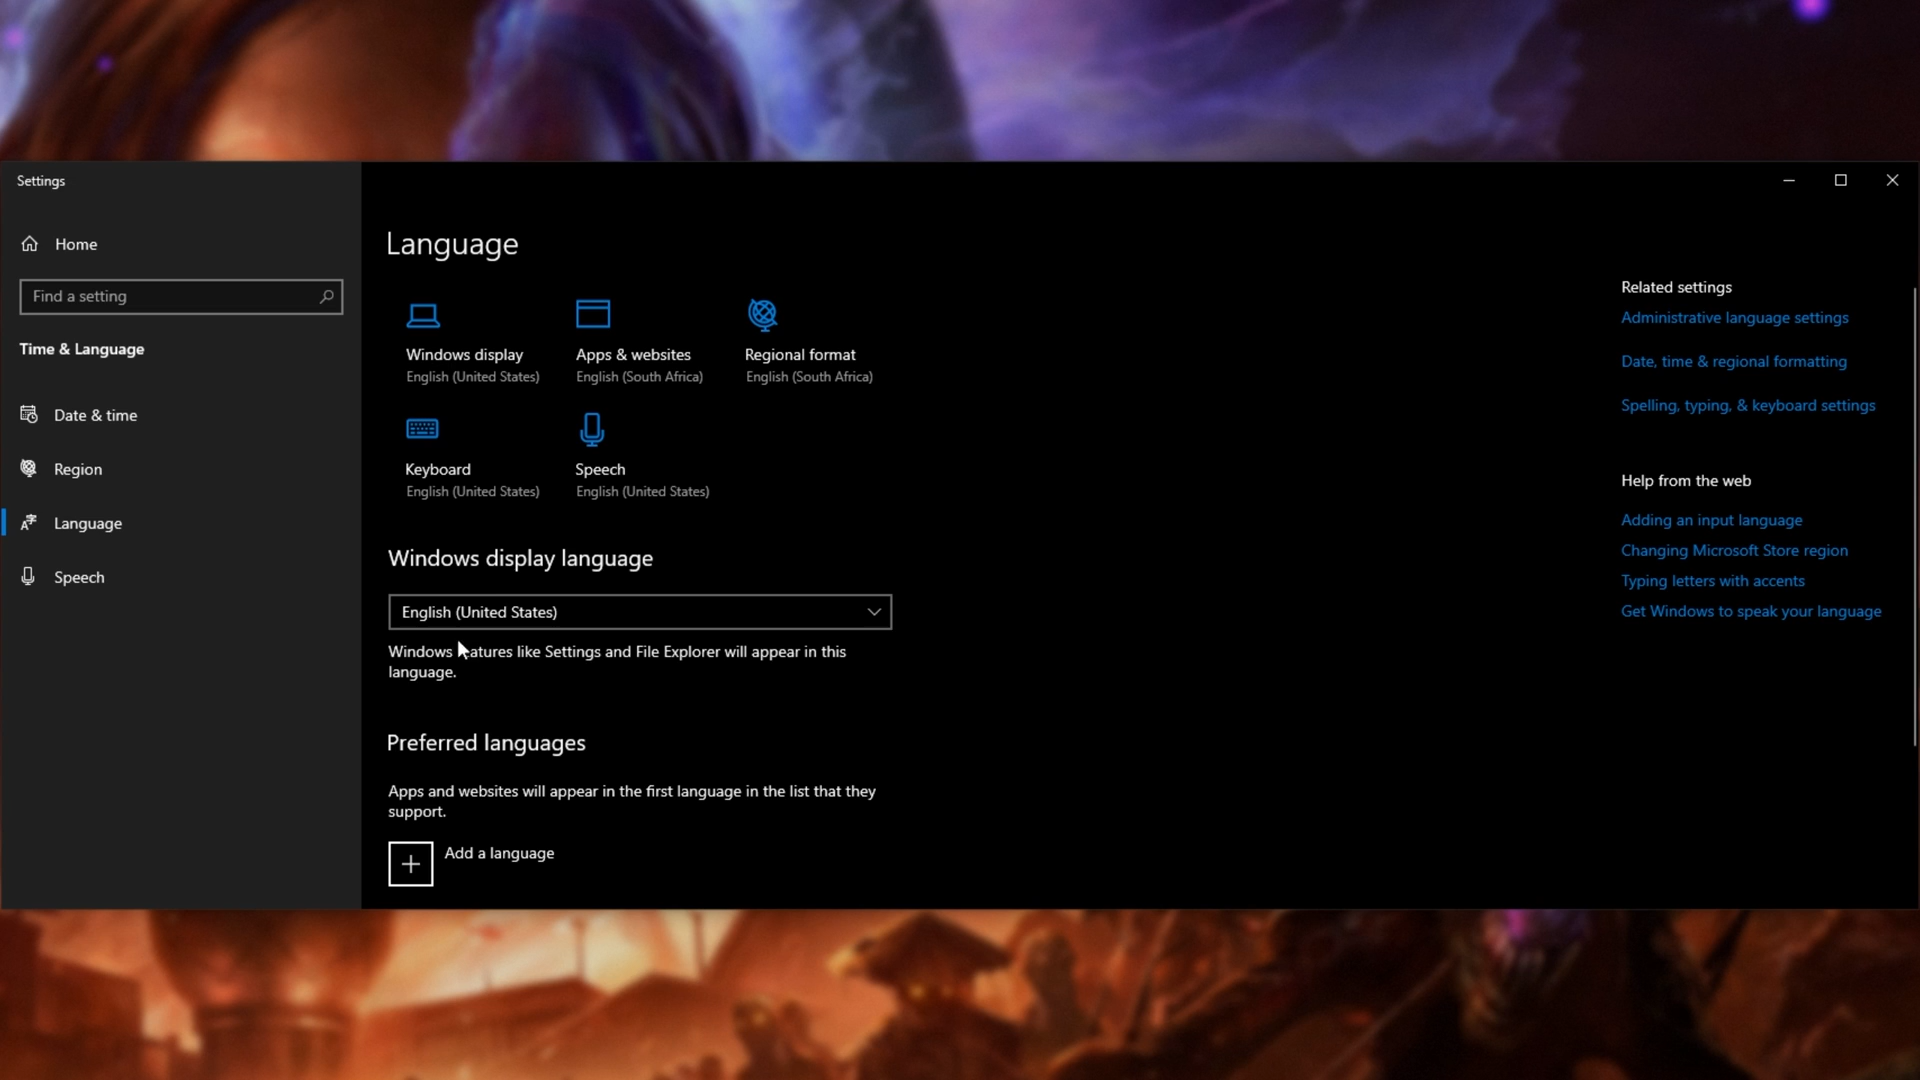 Settings
Home
Find a setting
Time & Language
Date & time
Region
Language
Speech
Language
Windows display
English (United States)
Apps & websites
English (South Africa)
Regional format
English (South Africa)
Keyboard
English (United States)
Speech
English (United States)
Windows display language
English (United States)
Windows eatures like Settings and File Explorer will appear in this
language.
Preferred languages
Apps and websites will appear in the first language in the list that they
support.
Add a language
Related settings
Administrative language settings
Date, time & regional formatting
Spelling, typing, & keyboard settings
Help from the web
Adding an input language
Changing Microsoft Store region
Typing letters with accents
Get Windows to speak your language